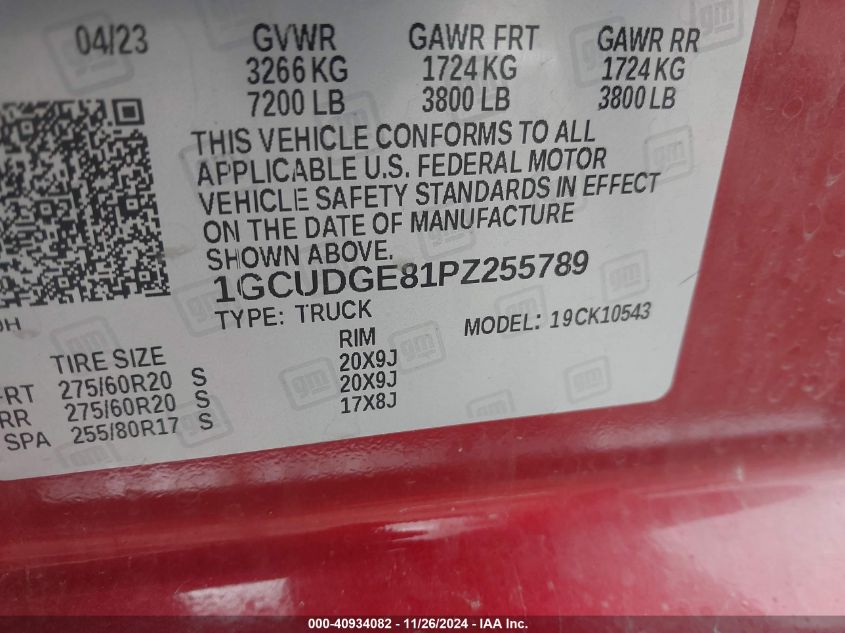 04/23 GVWR GAWR FRT GAWR RR
3266 KG 1724 KG 1724 KG
7200 LB 3800 LB 3800 LB
THIS VEHICLE CONFORMS TO ALL
APPLICABLE U.S. FEDERAL MOTOR
VEHICLE SAFETY STANDARDS IN EFFECT
ON THE DATE OF MANUFACTURE
SHOWN ABOVE.
1GCUDGE81PZ255789
TYPE: TRUCK MODEL: 19CK10543
TIRE SIZE RIM
FRT 275/60R20 S 20X9J
RR 275/60R20 S 20X9J
SPA 255/80R17 S 17X8J
gm
000-40934082 - 11/26/2024 - IAA Inc.